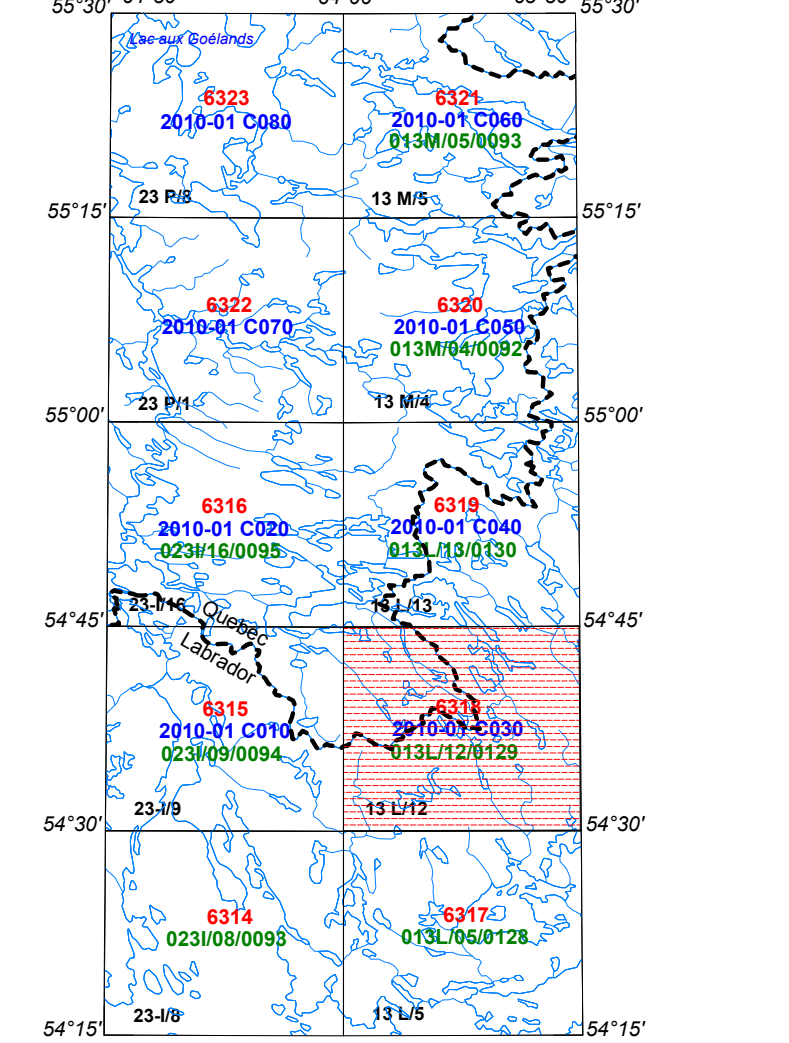 55°30'
55°30'
Lac aux Goélands
6323
2010-01 C080
23 P/8
6321
2010-01 C060
013M/05/0093
13 M/5
55°15'
55°15'
6322
2010-01 C070
23 P/1
6320
2010-01 C050
013M/04/0092
13 M/4
55°00'
55°00'
6316
2010-01 C020
023I/16/0095
23-I/16
6319
2010-01 C040
013L/13/0130
13 L/13
54°45'
54°45'
Quebec
Labrador
6315
2010-01 C010
023I/09/0094
23-I/9
6318
2010-01 C030
013L/12/0129
13 L/12
54°30'
54°30'
6314
023I/08/0093
23-I/8
6317
013L/05/0128
13 L/5
54°15'
54°15'